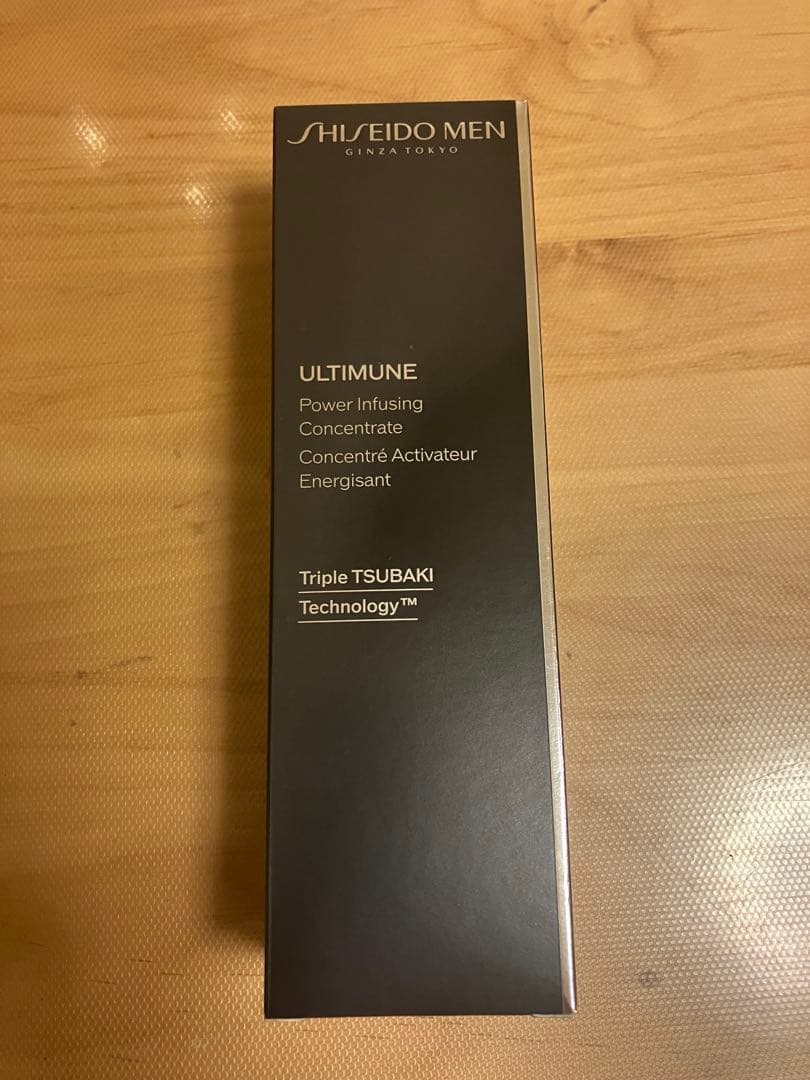 SHISEIDO MEN
GINZA TOKYO
ULTIMUNE
Power Infusing
Concentrate
Concentré Activateur
Energisant
Triple TSUBAKI
Technology™